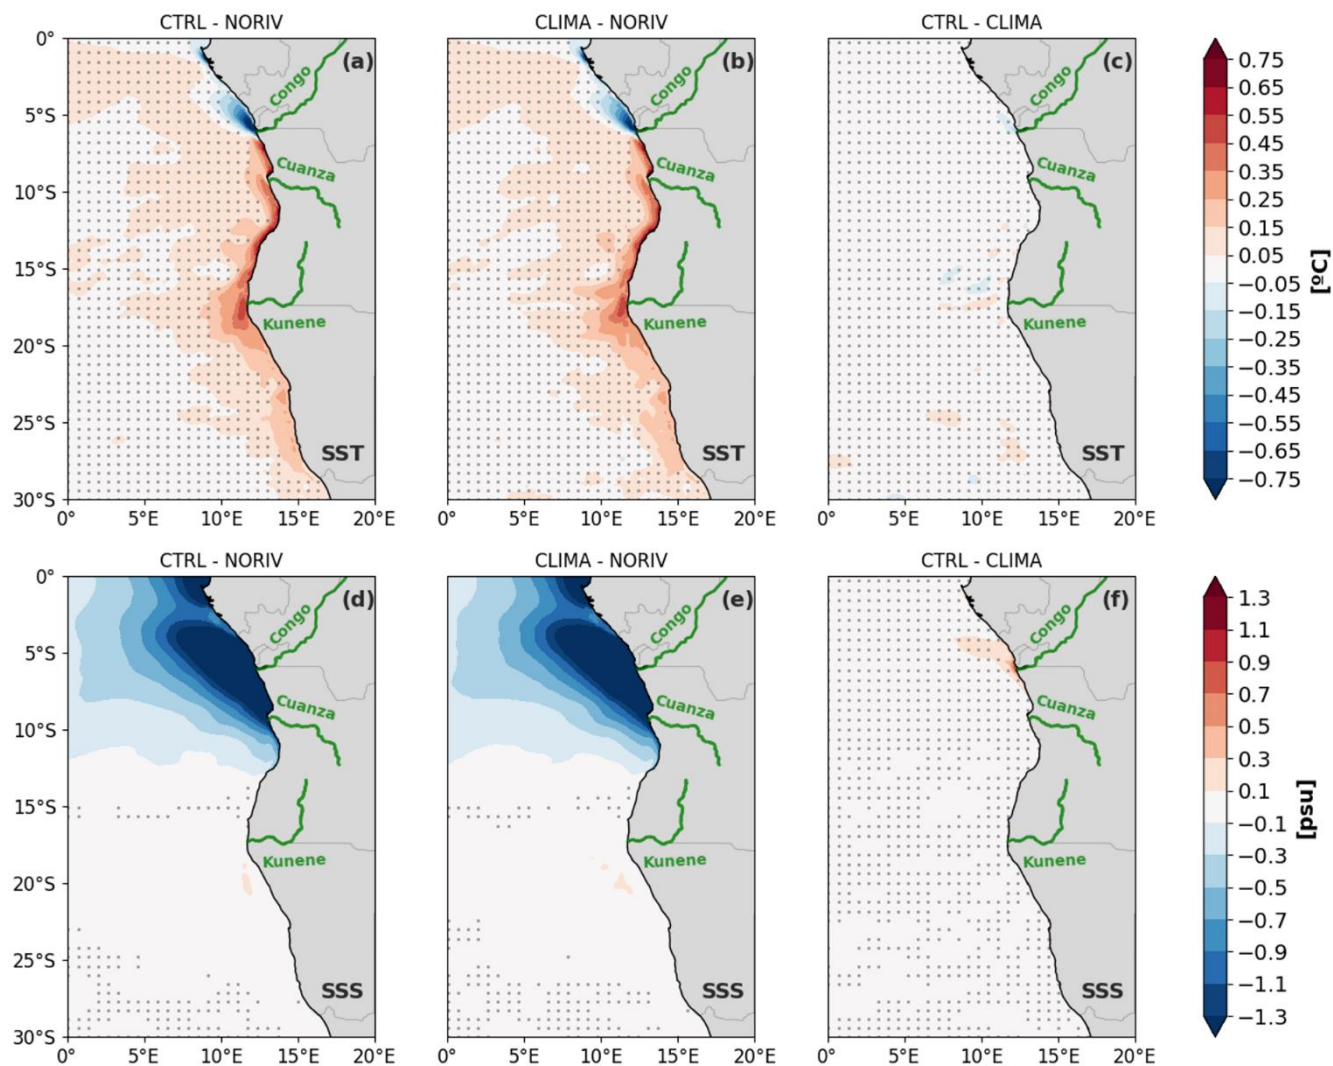 CTRL - NORIV CLIMA - NORIV CTRL - CLIMA
0° (a) Congo (b) Congo (c) Congo 0.75
0.65
0.55
5°S 0.45
Cuanza Cuanza Cuanza 0.35
10°S 0.25
0.15
0.05
15°S −0.05
−0.15
Kunene Kunene Kunene −0.25
20°S −0.35
−0.45
25°S −0.55
SST SST SST −0.65
30°S −0.75
[ºC]
0° 5°E 10°E 15°E 20°E 0° 5°E 10°E 15°E 20°E 0° 5°E 10°E 15°E 20°E
CTRL - NORIV CLIMA - NORIV CTRL - CLIMA
0° (d) Congo (e) Congo (f) Congo 1.3
1.1
5°S 0.9
0.7
Cuanza Cuanza Cuanza 0.5
10°S 0.3
0.1
15°S −0.1
−0.3
Kunene Kunene Kunene −0.5
20°S −0.7
25°S −0.9
SSS SSS SSS −1.1
30°S −1.3
[psu]
0° 5°E 10°E 15°E 20°E 0° 5°E 10°E 15°E 20°E 0° 5°E 10°E 15°E 20°E